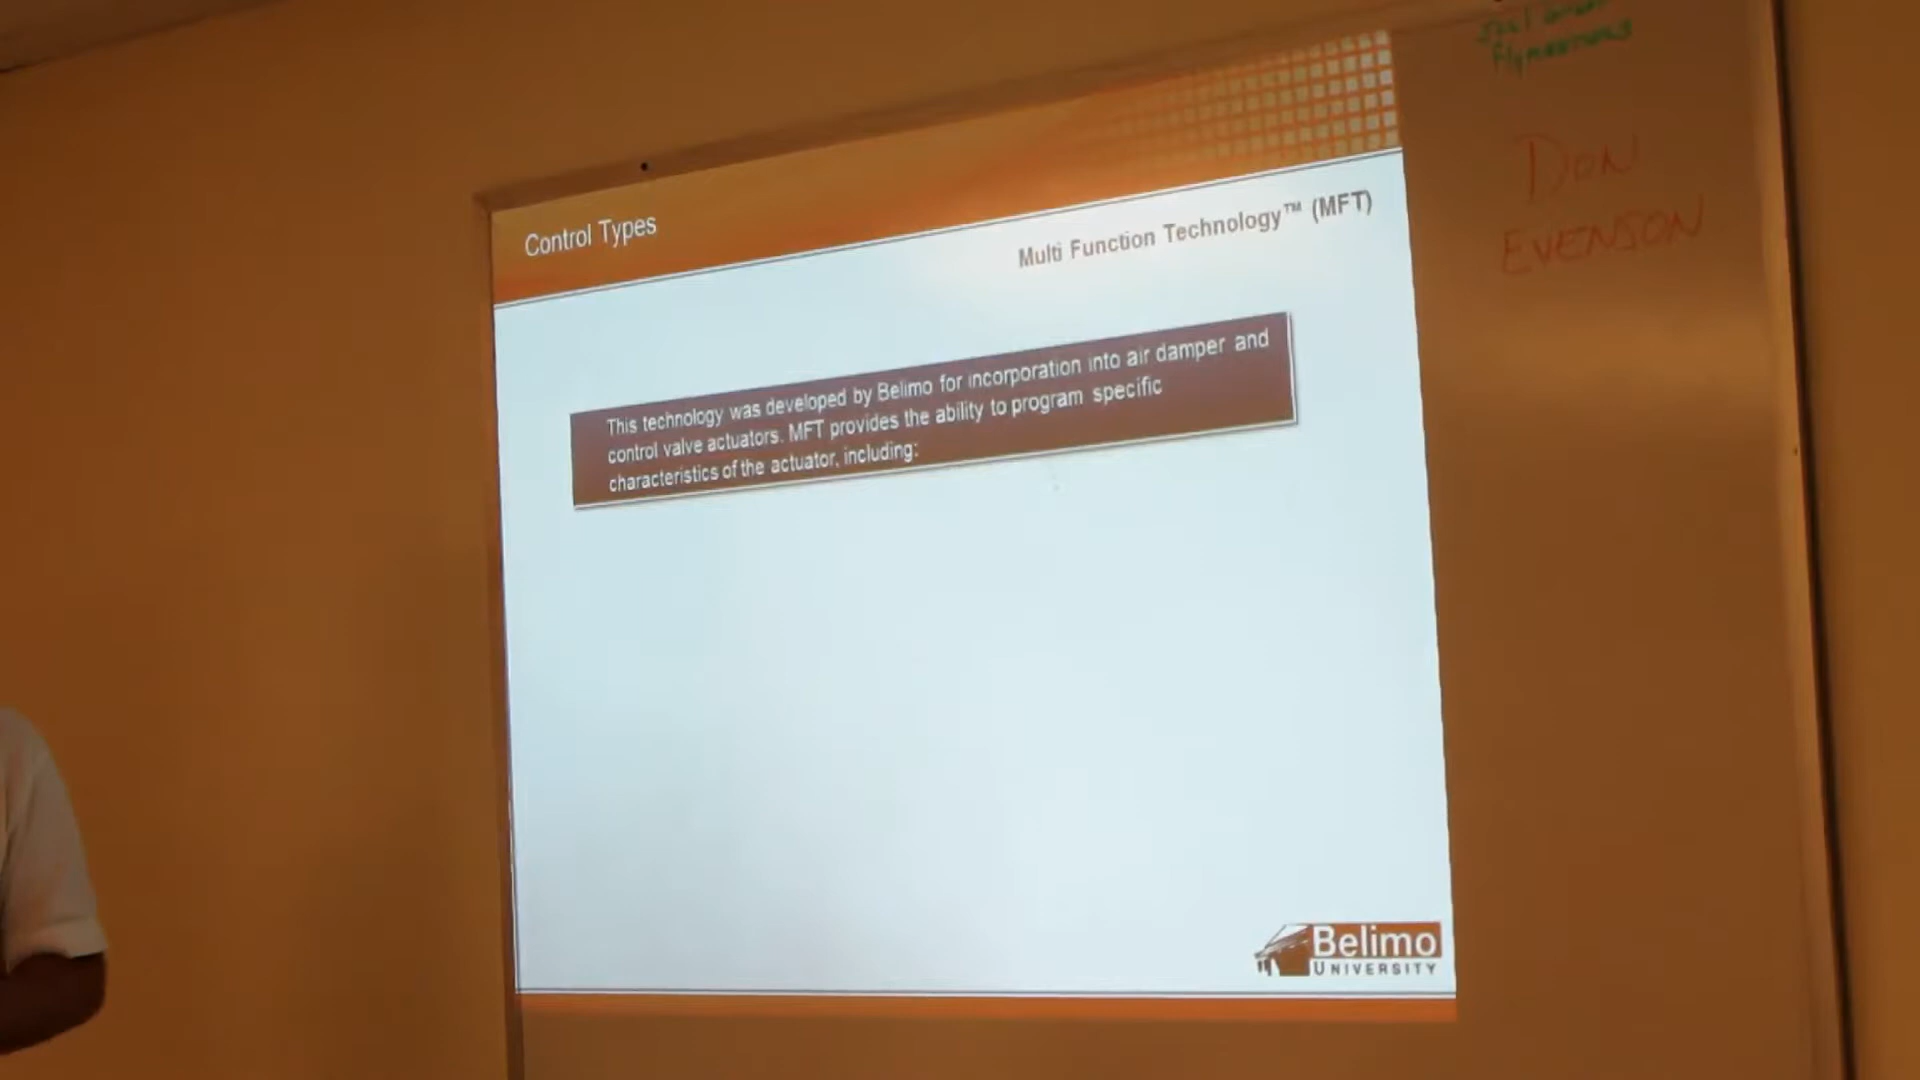 Control Types
Multi Function Technology™ (MFT)
This technology was developed by Belimo for incorporation into air damper and
control valve actuators. MFT provides the ability to program specific
characteristics of the actuator, including:
Belimo
UNIVERSITY
DON
EVENSON